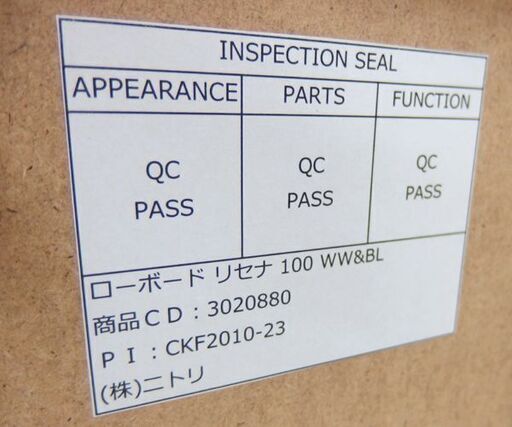 INSPECTION SEAL
APPEARANCE PARTS FUNCTION
QC QC QC
PASS PASS PASS
ローボード リセナ 100 WW&BL
商品ＣＤ：3020880
ＰＩ：CKF2010-23
(株)ニトリ